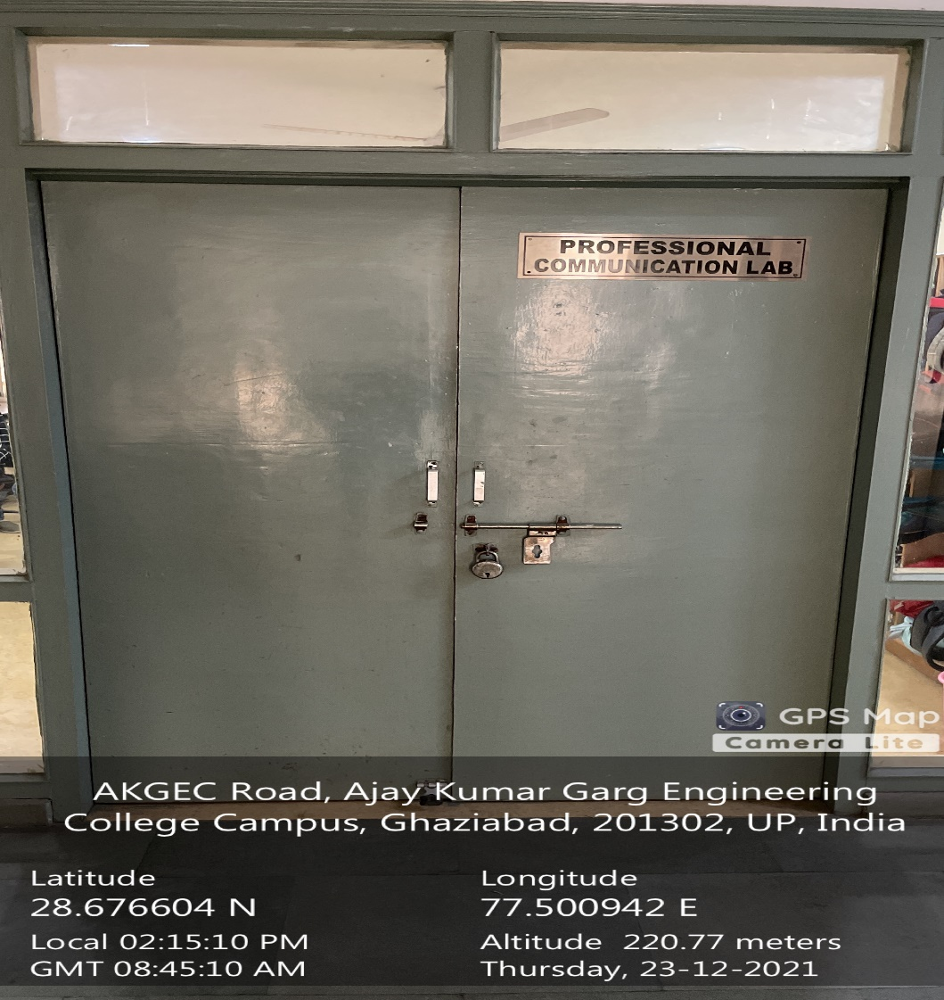 PROFESSIONAL
COMMUNICATION LAB
GPS Map
Camera Lite
AKGEC Road, Ajay Kumar Garg Engineering
College Campus, Ghaziabad, 201302, UP, India
Latitude
28.676604 N
Longitude
77.500942 E
Local 02:15:10 PM
GMT 08:45:10 AM
Altitude 220.77 meters
Thursday, 23-12-2021